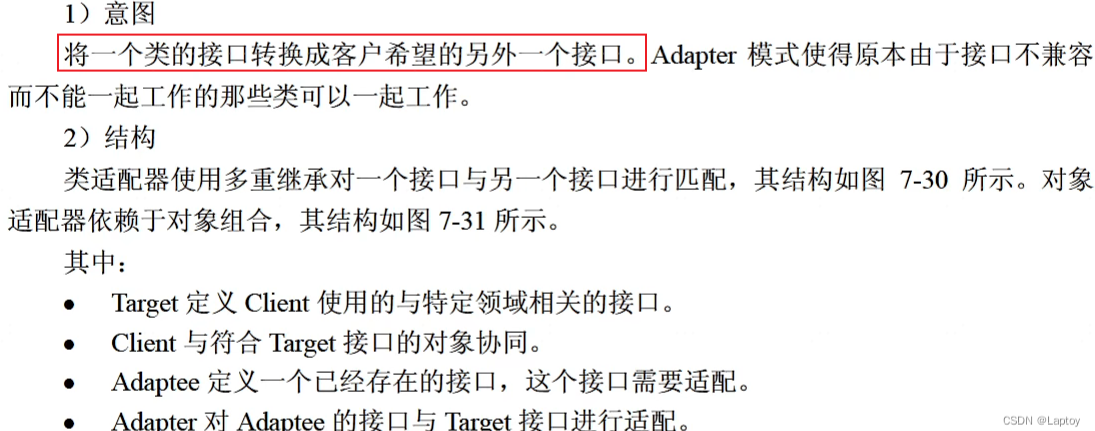 1）意图
将一个类的接口转换成客户希望的另外一个接口。Adapter 模式使得原本由于接口不兼容
而不能一起工作的那些类可以一起工作。
2）结构
类适配器使用多重继承对一个接口与另一个接口进行匹配，其结构如图 7-30 所示。对象
适配器依赖于对象组合，其结构如图 7-31 所示。
其中：
● Target 定义 Client 使用的与特定领域相关的接口。
● Client 与符合 Target 接口的对象协同。
● Adaptee 定义一个已经存在的接口，这个接口需要适配。
● Adapter 对 Adaptee 的接口与 Target 接口进行适配。
CSDN @Laptoy